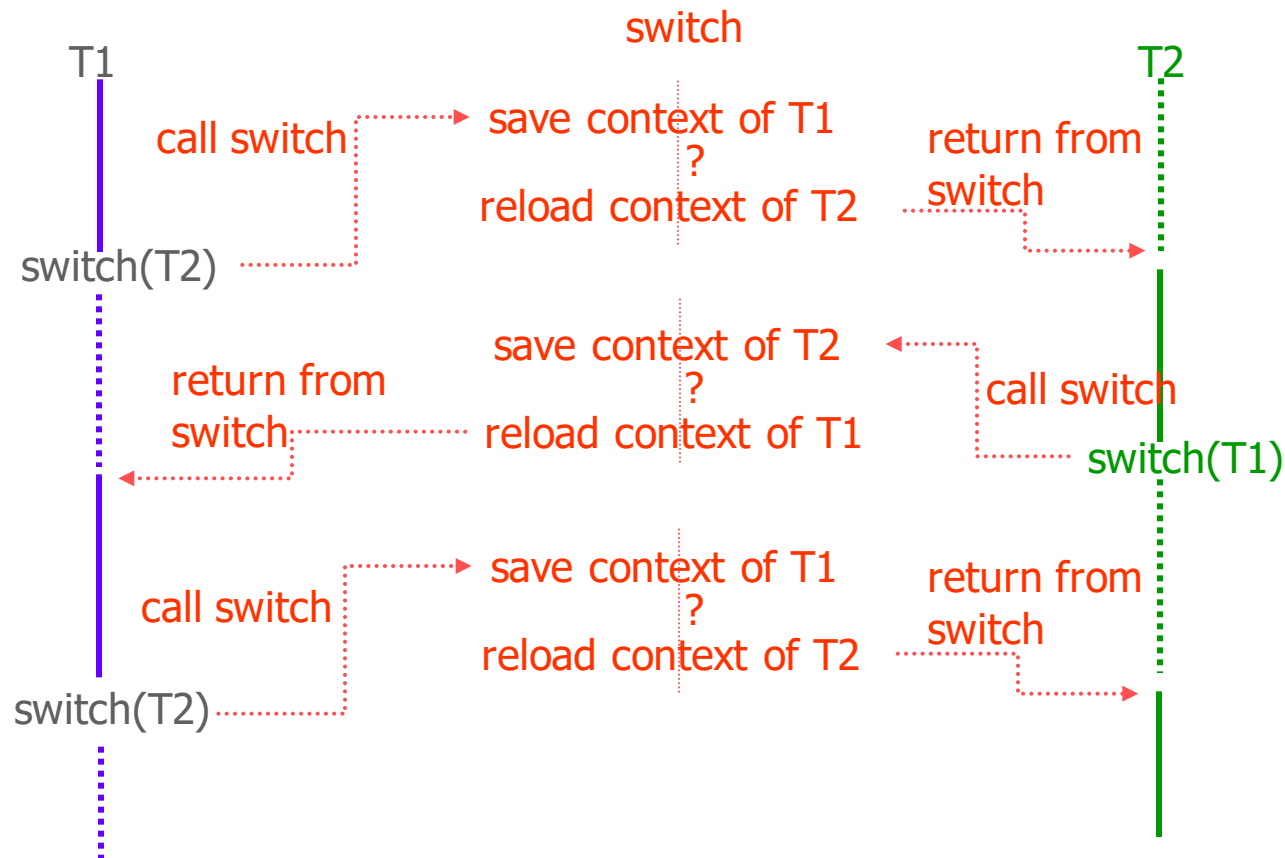 switch
T1
T2
call switch
save context of T1
?
reload context of T2
return from
switch
switch(T2)
save context of T2
?
reload context of T1
return from
switch
call switch
switch(T1)
save context of T1
?
reload context of T2
call switch
return from
switch
switch(T2)